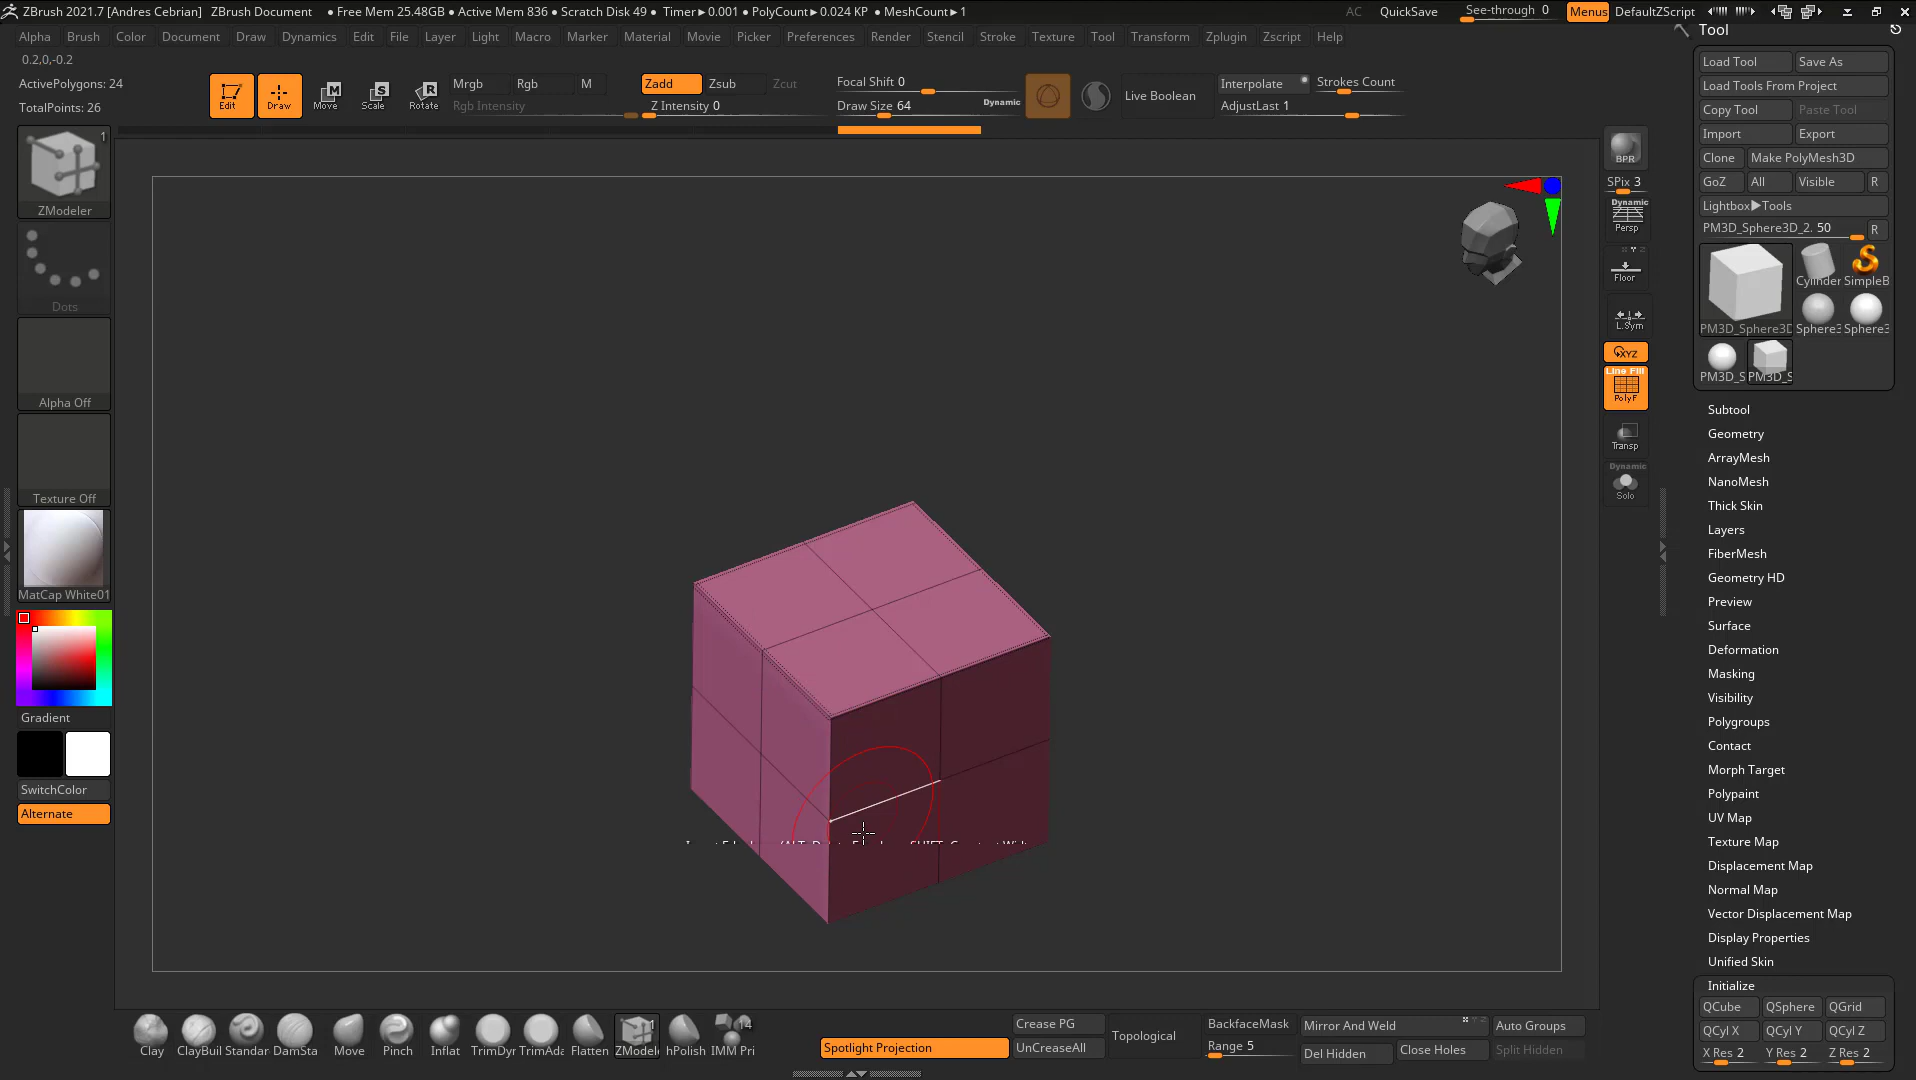 ZBrush 2021.7 [Andres Cebrian] ZBrush Document • Free Mem 25.48GB • Active Mem 836 • Scratch Disk 49 • Timer▶0.001 • PolyCount▶0.024 KP • MeshCount▶1 AC QuickSave See-through 0 Menus DefaultZScript
Alpha Brush Color Document Draw Dynamics Edit File Layer Light Macro Marker Material Movie Picker Preferences Render Stencil Stroke Texture Tool Transform Zplugin Zscript Help
0.2,0,-0.2
ActivePolygons: 24
TotalPoints: 26
Edit Draw Move Scale Rotate
Mrgb Rgb M
Rgb Intensity
Zadd Zsub Zcut
Z Intensity 0
Focal Shift 0
Draw Size 64
Dynamic
Live Boolean
Interpolate Strokes Count
AdjustLast 1
1
ZModeler
Dots
Alpha Off
Texture Off
MatCap White01
Gradient
SwitchColor
Alternate
BPR
SPix 3
Dynamic
Persp
Floor
L.Sym
XYZ
Line Fill
PolyF
Transp
Dynamic
Solo
Tool
Load Tool Save As
Load Tools From Project
Copy Tool Paste Tool
Import Export
Clone Make PolyMesh3D
GoZ All Visible R
Lightbox▶Tools
PM3D_Sphere3D_2. 50 R
Cylinder SimpleB
PM3D_Sphere3D Sphere3 Sphere3
PM3D_S PM3D_S
Subtool
Geometry
ArrayMesh
NanoMesh
Thick Skin
Layers
FiberMesh
Geometry HD
Preview
Surface
Deformation
Masking
Visibility
Polygroups
Contact
Morph Target
Polypaint
UV Map
Texture Map
Displacement Map
Normal Map
Vector Displacement Map
Display Properties
Unified Skin
Initialize
QCube QSphere QGrid
QCyl X QCyl Y QCyl Z
X Res 2 Y Res 2 Z Res 2
1 14
Clay ClayBuil Standar DamSta Move Pinch Inflat TrimDyn TrimAda Flatten ZModele hPolish IMM Pri
Spotlight Projection
Crease PG
UnCreaseAll
Topological
BackfaceMask
Range 5
Mirror And Weld
Del Hidden Close Holes
Auto Groups
Split Hidden